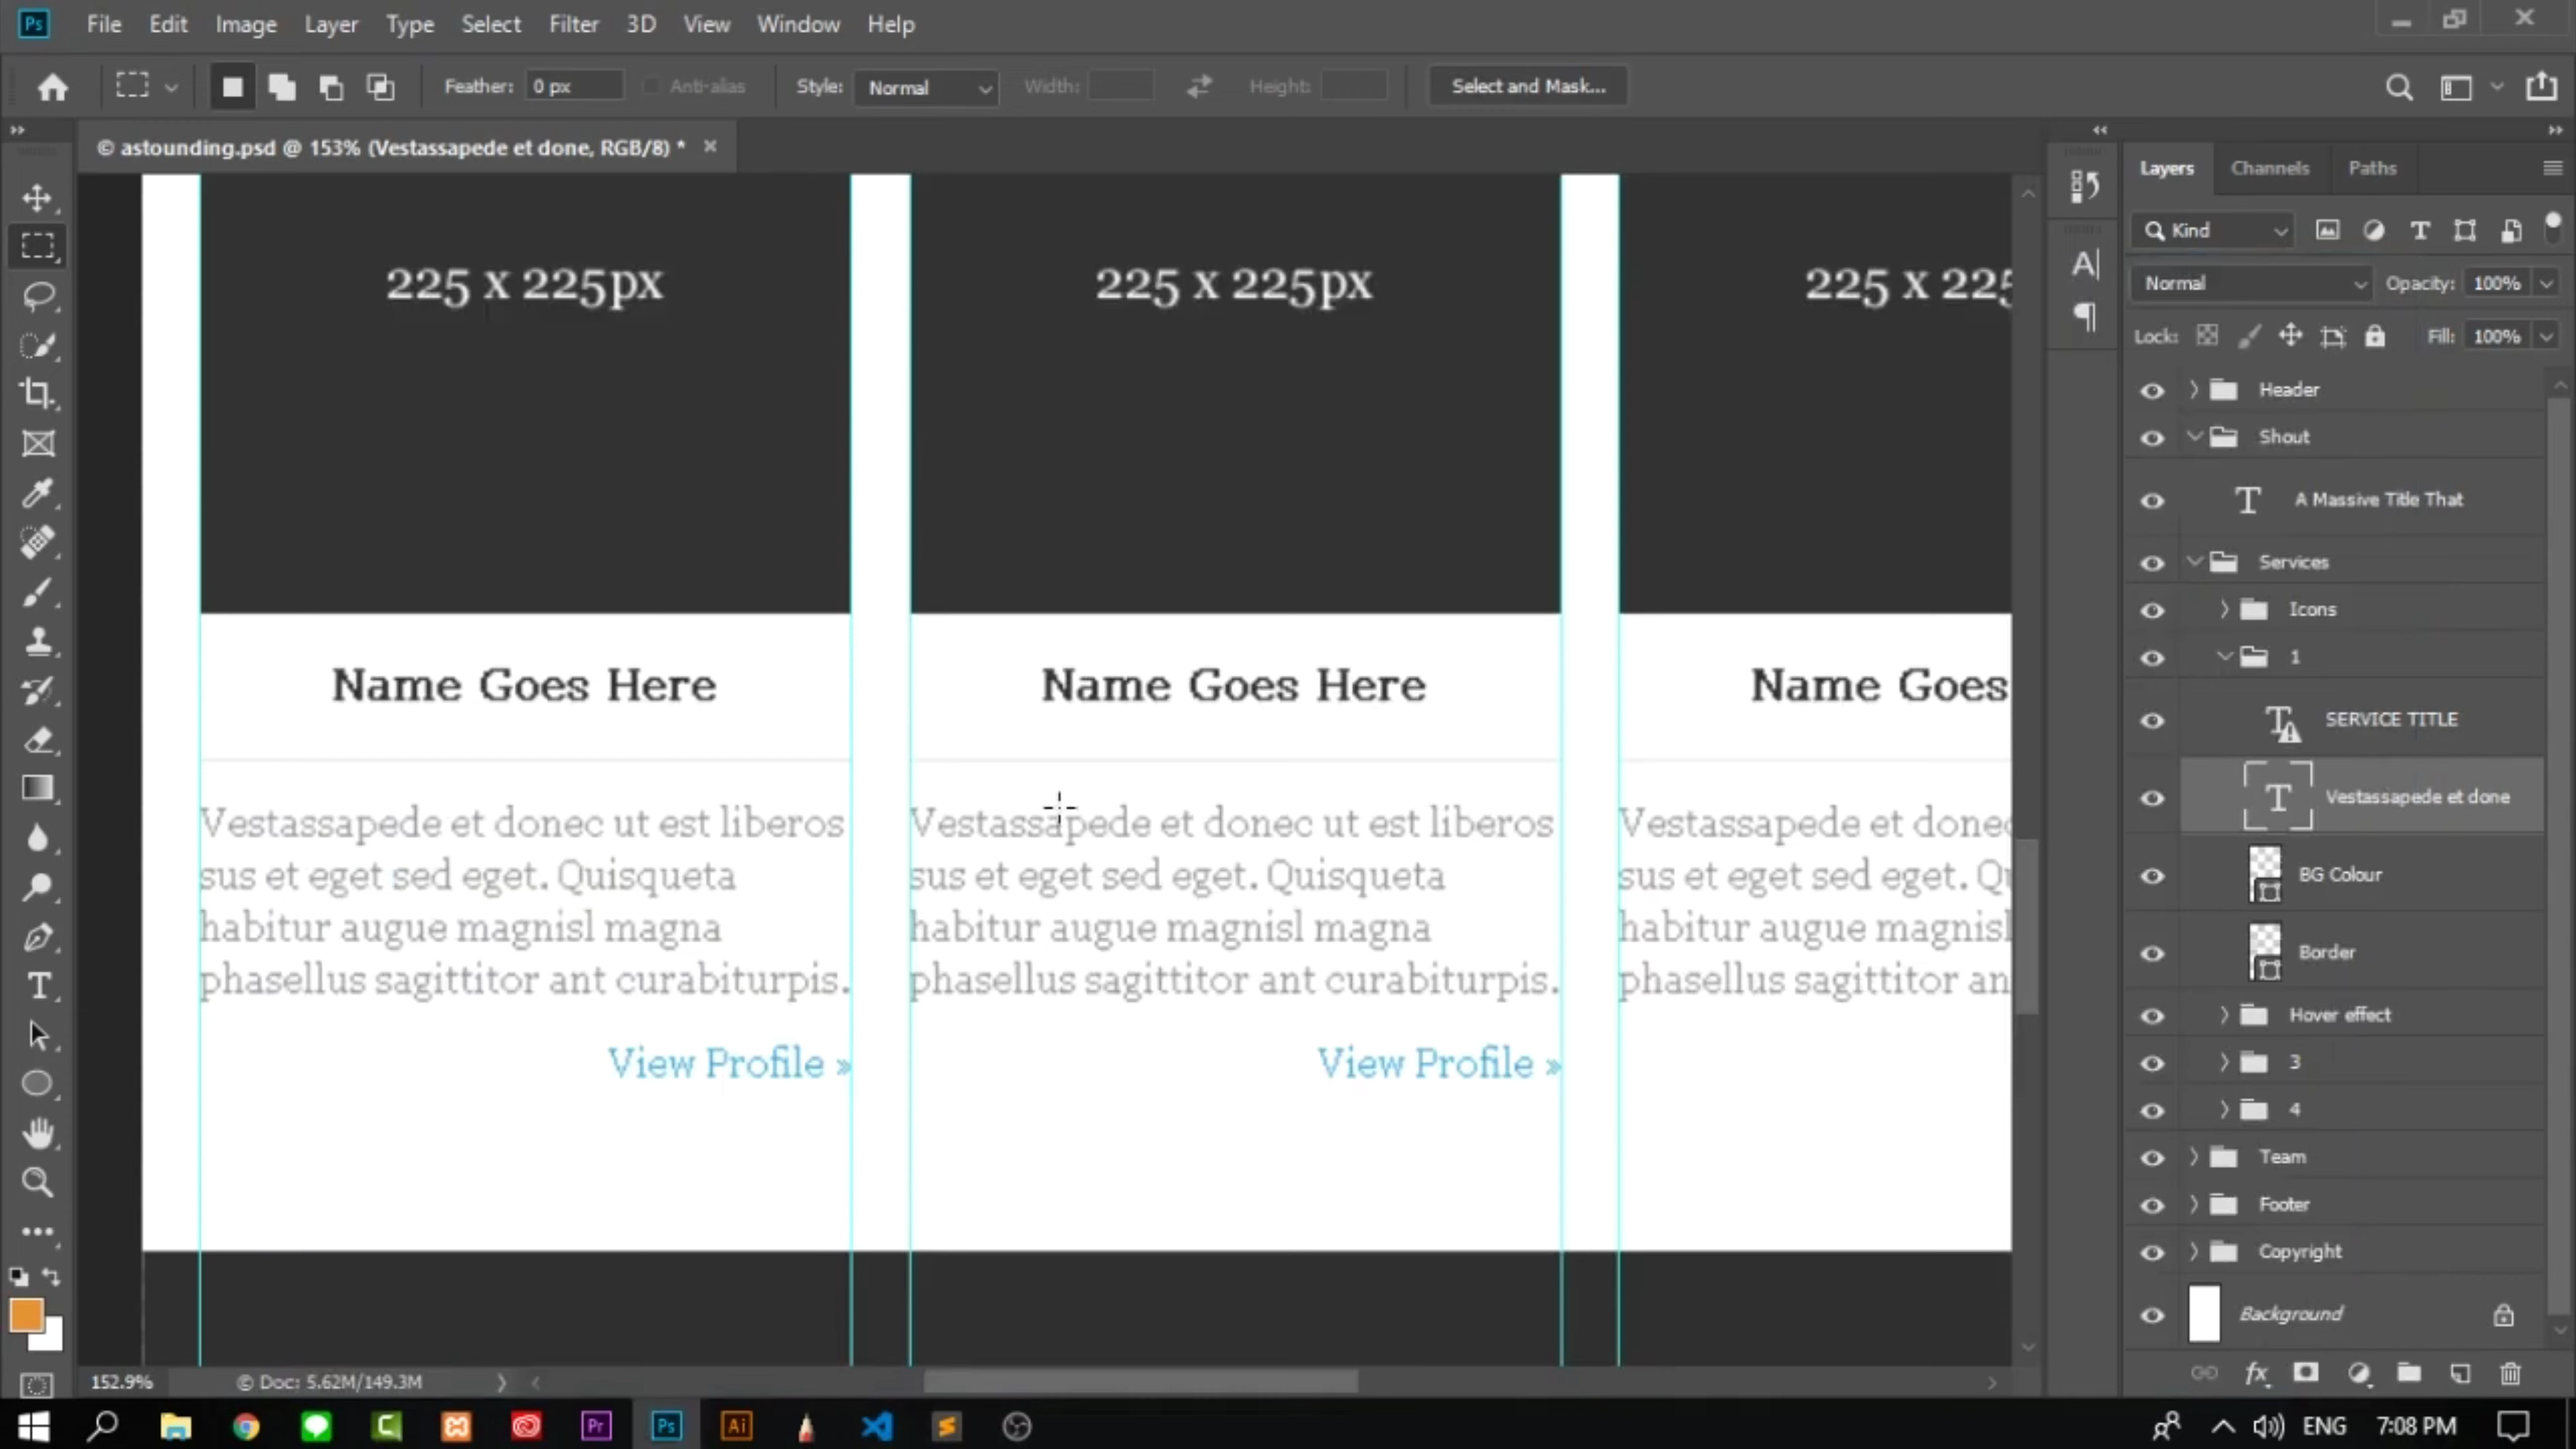 Ps File Edit Image Layer Type Select Filter 3D View Window Help
Feather: 0 px Anti-alias Style: Normal Width: Height: Select and Mask...
© astounding.psd @ 153% (Vestassapede et done, RGB/8) * ×
225 x 225px
225 x 225px
225 x 225
Name Goes Here
Name Goes Here
Name Goes
Vestassapede et donec ut est liberos
sus et eget sed eget. Quisqueta
habitur augue magnisl magna
phasellus sagittitor ant curabiturpis.
View Profile »
Vestassapede et donec ut est liberos
sus et eget sed eget. Quisqueta
habitur augue magnisl magna
phasellus sagittitor ant curabiturpis.
View Profile »
Vestassapede et donec
sus et eget sed eget. Qu
habitur augue magnisl
phasellus sagittitor an
Layers Channels Paths
Kind
Normal Opacity: 100%
Lock: Fill: 100%
Header
Shout
A Massive Title That
Services
Icons
1
SERVICE TITLE
Vestassapede et done
BG Colour
Border
Hover effect
3
4
Team
Footer
Copyright
Background
fx
152.9% © Doc: 5.62M/149.3M
Pr Ps Ai ENG 7:08 PM